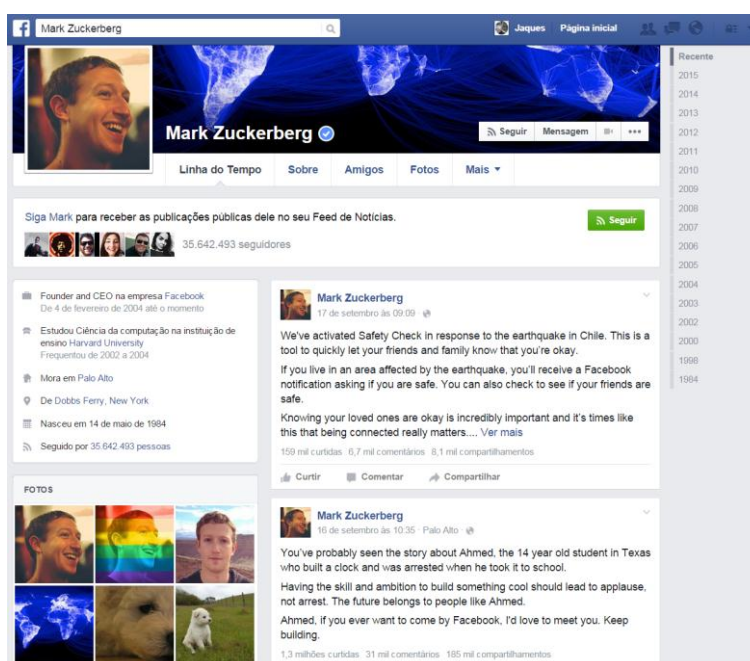 f
Mark Zuckerberg
Jaques
Página inicial
Mark Zuckerberg
Seguir
Mensagem
Linha do Tempo
Sobre
Amigos
Fotos
Mais
Siga Mark para receber as publicações públicas dele no seu Feed de Notícias.
Seguir
35.642.493 seguidores
Founder and CEO na empresa Facebook
De 4 de fevereiro de 2004 até o momento
Estudou Ciência da computação na instituição de
ensino Harvard University
Frequentou de 2002 a 2004
Mora em Palo Alto
De Dobbs Ferry, New York
Nasceu em 14 de maio de 1984
Seguido por 35.642.493 pessoas
FOTOS
Mark Zuckerberg
17 de setembro às 09:09 ·
We've activated Safety Check in response to the earthquake in Chile. This is a
tool to quickly let your friends and family know that you're okay.
If you live in an area affected by the earthquake, you'll receive a Facebook
notification asking if you are safe. You can also check to see if your friends are
safe.
Knowing your loved ones are okay is incredibly important and it's times like
this that being connected really matters.... Ver mais
159 mil curtidas 6,7 mil comentários 8,1 mil compartilhamentos
Curtir
Comentar
Compartilhar
Mark Zuckerberg
16 de setembro às 10:35 · Palo Alto ·
You've probably seen the story about Ahmed, the 14 year old student in Texas
who built a clock and was arrested when he took it to school.
Having the skill and ambition to build something cool should lead to applause,
not arrest. The future belongs to people like Ahmed.
Ahmed, if you ever want to come by Facebook, I'd love to meet you. Keep
building.
1,3 milhões curtidas 31 mil comentários 185 mil compartilhamentos
Recente
2015
2014
2013
2012
2011
2010
2009
2008
2007
2006
2005
2004
2003
2002
2000
1998
1984